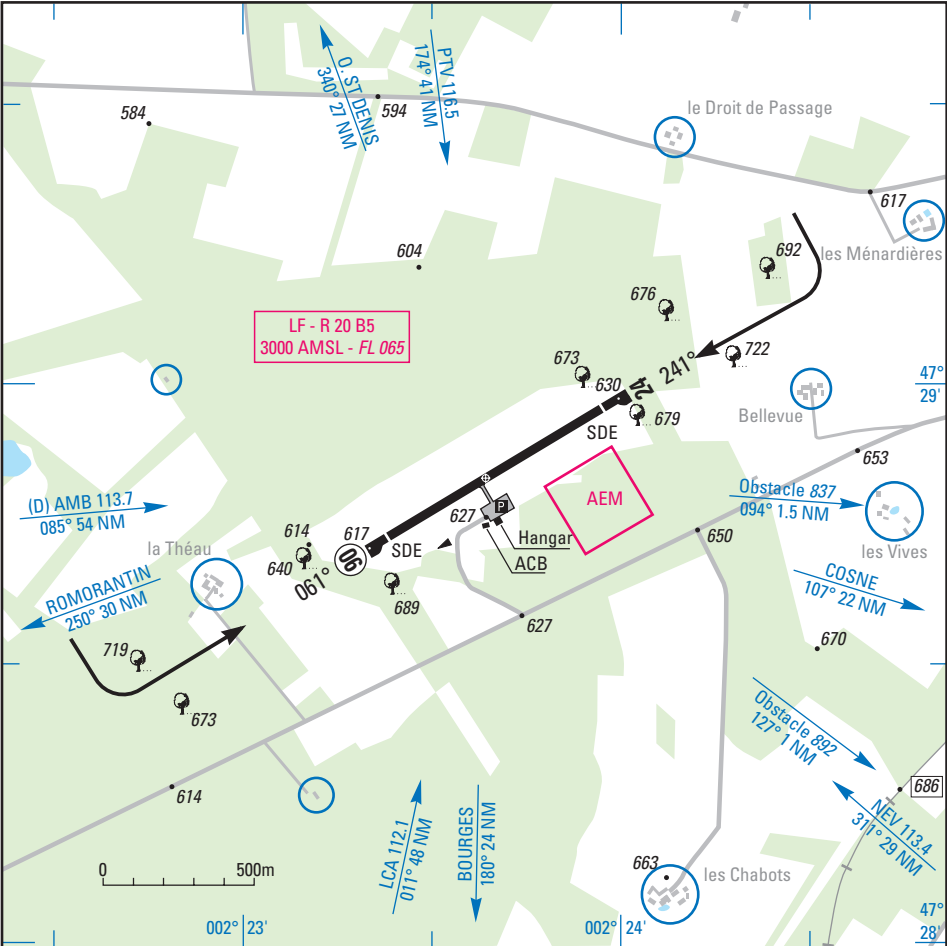 O. ST DENIS
340° 27 NM
PTV 116.5
174° 41 NM
584
594
le Droit de Passage
617
les Ménardières
604
692
676
LF - R 20 B5
3000 AMSL - FL 065
722
673
630
24
241°
47°
29'
679
Bellevue
SDE
653
(D) AMB 113.7
085° 54 NM
AEM
Obstacle 837
094° 1.5 NM
P
627
614
617
SDE
Hangar
650
les Vives
la Théau
640
06
061°
ACB
COSNE
107° 22 NM
ROMORANTIN
250° 30 NM
689
627
670
719
673
Obstacle 892
127° 1 NM
614
686
NEV 113.4
311° 29 NM
LCA 112.1
011° 48 NM
BOURGES
180° 24 NM
0
500m
663
les Chabots
002° 23'
002° 24'
47°
28'